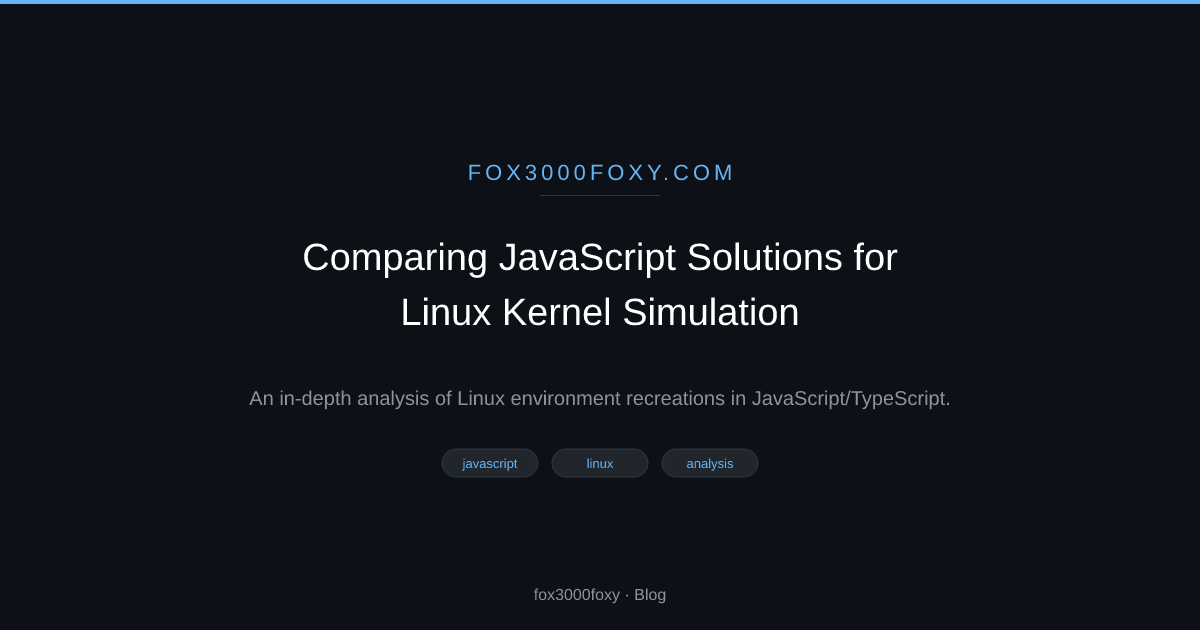 FOX3000FOXY.COM
Comparing JavaScript Solutions for
Linux Kernel Simulation
An in-depth analysis of Linux environment recreations in JavaScript/TypeScript.
javascript
linux
analysis
fox3000foxy · Blog